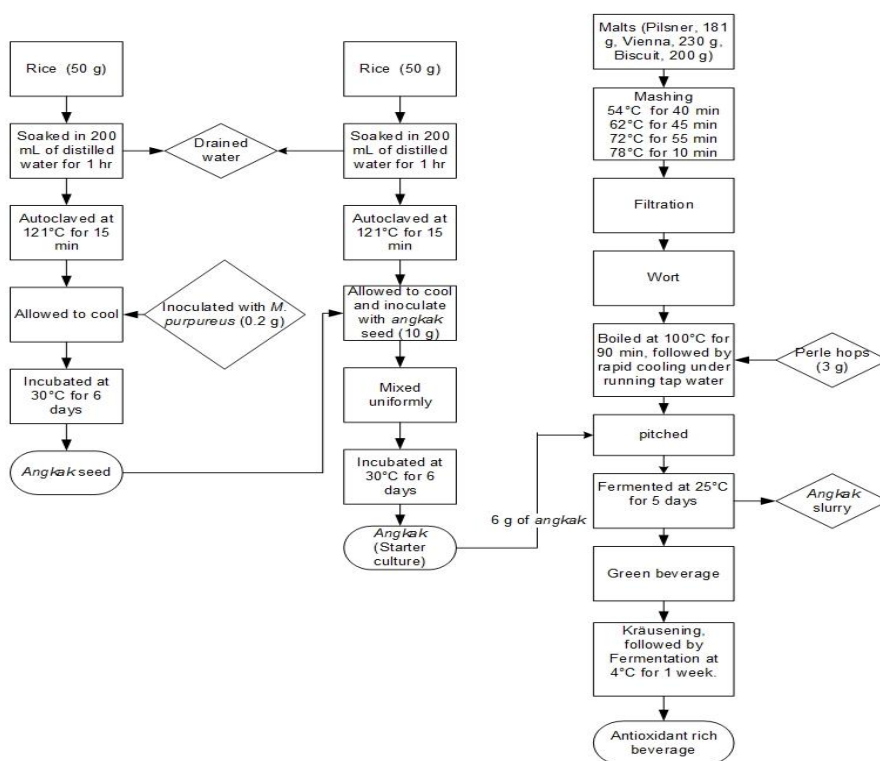 Rice (50 g)
Soaked in 200
mL of distilled
water for 1 hr
Autoclaved at
121°C for 15
min
Allowed to cool
Incubated at
30°C for 6
days
Angkak seed
Drained
water
Inoculated with M.
purpureus (0.2 g)
Rice (50 g)
Soaked in 200
mL of distilled
water for 1 hr
Autoclaved at
121°C for 15
min
Allowed to cool
and inoculate
with angkak
seed (10 g)
Mixed
uniformly
Incubated at
30°C for 6
days
Angkak
(Starter
culture)
6 g of angkak
Malts (Pilsner, 181
g, Vienna, 230 g,
Biscuit, 200 g)
Mashing
54°C for 40 min
62°C for 45 min
72°C for 55 min
78°C for 10 min
Filtration
Wort
Boiled at 100°C for
90 min, followed by
rapid cooling under
running tap water
Perle hops
(3 g)
pitched
Fermented at 25°C
for 5 days
Angkak
slurry
Green beverage
Kräusening,
followed by
Fermentation at
4°C for 1 week.
Antioxidant rich
beverage